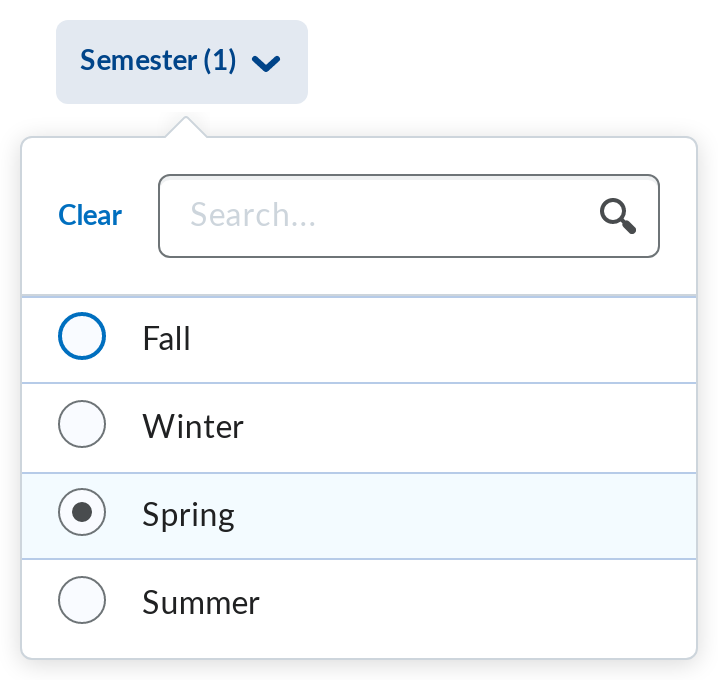 Semester (1)
Clear
Search...
Fall
Winter
Spring
Summer